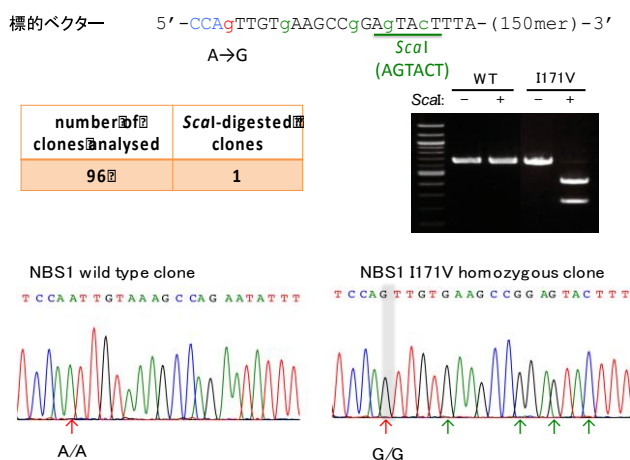 標的ベクター 5’-CCAgTTGTgAAGCCgGAgTAcTTTA-(150mer)-3’
A→G
ScaI
(AGTACT)
WT I171V
ScaI: − + − +
number of clones analysed
ScaI-digested clones
96 1
NBS1 wild type clone
NBS1 I171V homozygous clone
TCCAATTGTAAAGCCAGAATATTT
TCCAGTTGTGAAGCCGGAGTACTTT
A/A
G/G